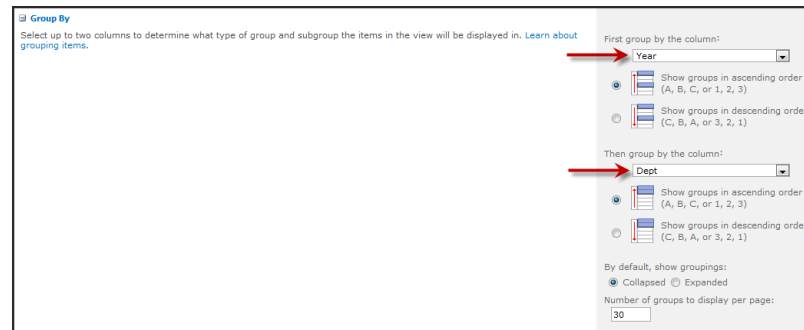 Group By
Select up to two columns to determine what type of group and subgroup the items in the view will be displayed in. Learn about
grouping items.
First group by the column:
Year
Show groups in ascending order
(A, B, C, or 1, 2, 3)
Show groups in descending orde
(C, B, A, or 3, 2, 1)
Then group by the column:
Dept
Show groups in ascending order
(A, B, C, or 1, 2, 3)
Show groups in descending orde
(C, B, A, or 3, 2, 1)
By default, show groupings:
Collapsed Expanded
Number of groups to display per page:
30